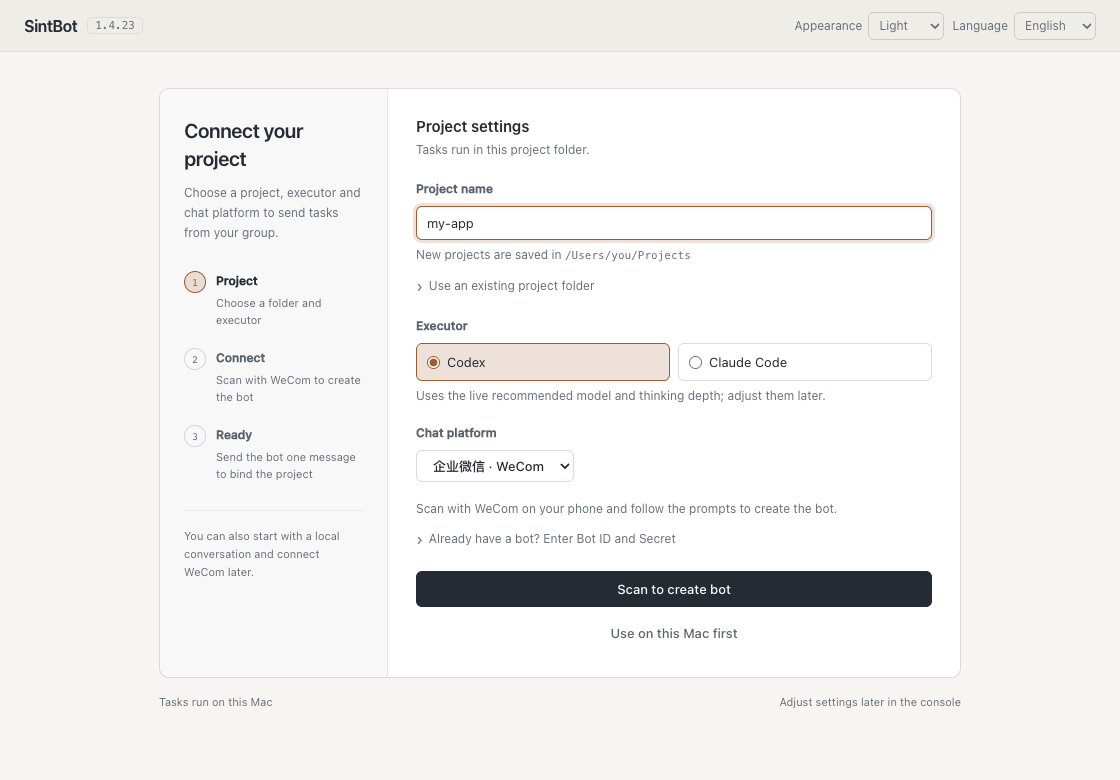 SintBot 1.4.23 Appearance Light Language English
Connect your
project
Choose a project, executor and
chat platform to send tasks
from your group.
1 Project
Choose a folder and
executor
2 Connect
Scan with WeCom to create
the bot
3 Ready
Send the bot one message
to bind the project
You can also start with a local
conversation and connect
WeCom later.
Project settings
Tasks run in this project folder.
Project name
my-app
New projects are saved in /Users/you/Projects
› Use an existing project folder
Executor
Codex Claude Code
Uses the live recommended model and thinking depth; adjust them later.
Chat platform
企业微信 · WeCom
Scan with WeCom on your phone and follow the prompts to create the bot.
› Already have a bot? Enter Bot ID and Secret
Scan to create bot
Use on this Mac first
Tasks run on this Mac Adjust settings later in the console